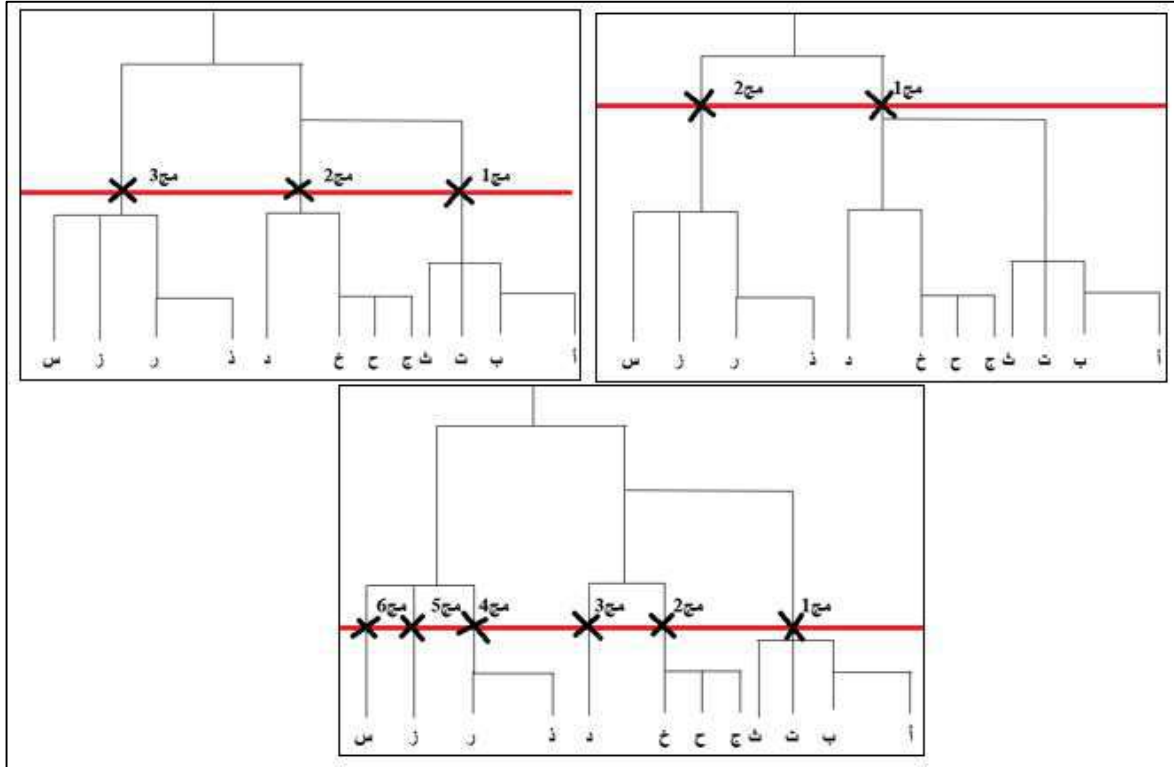 مج1 مج2
أ ب ت ث ج ح خ د ذ ر ز س
مج1 مج2 مج3
أ ب ت ث ج ح خ د ذ ر ز س
مج1 مج2 مج3 مج4 مج5 مج6
أ ب ت ث ج ح خ د ذ ر ز س